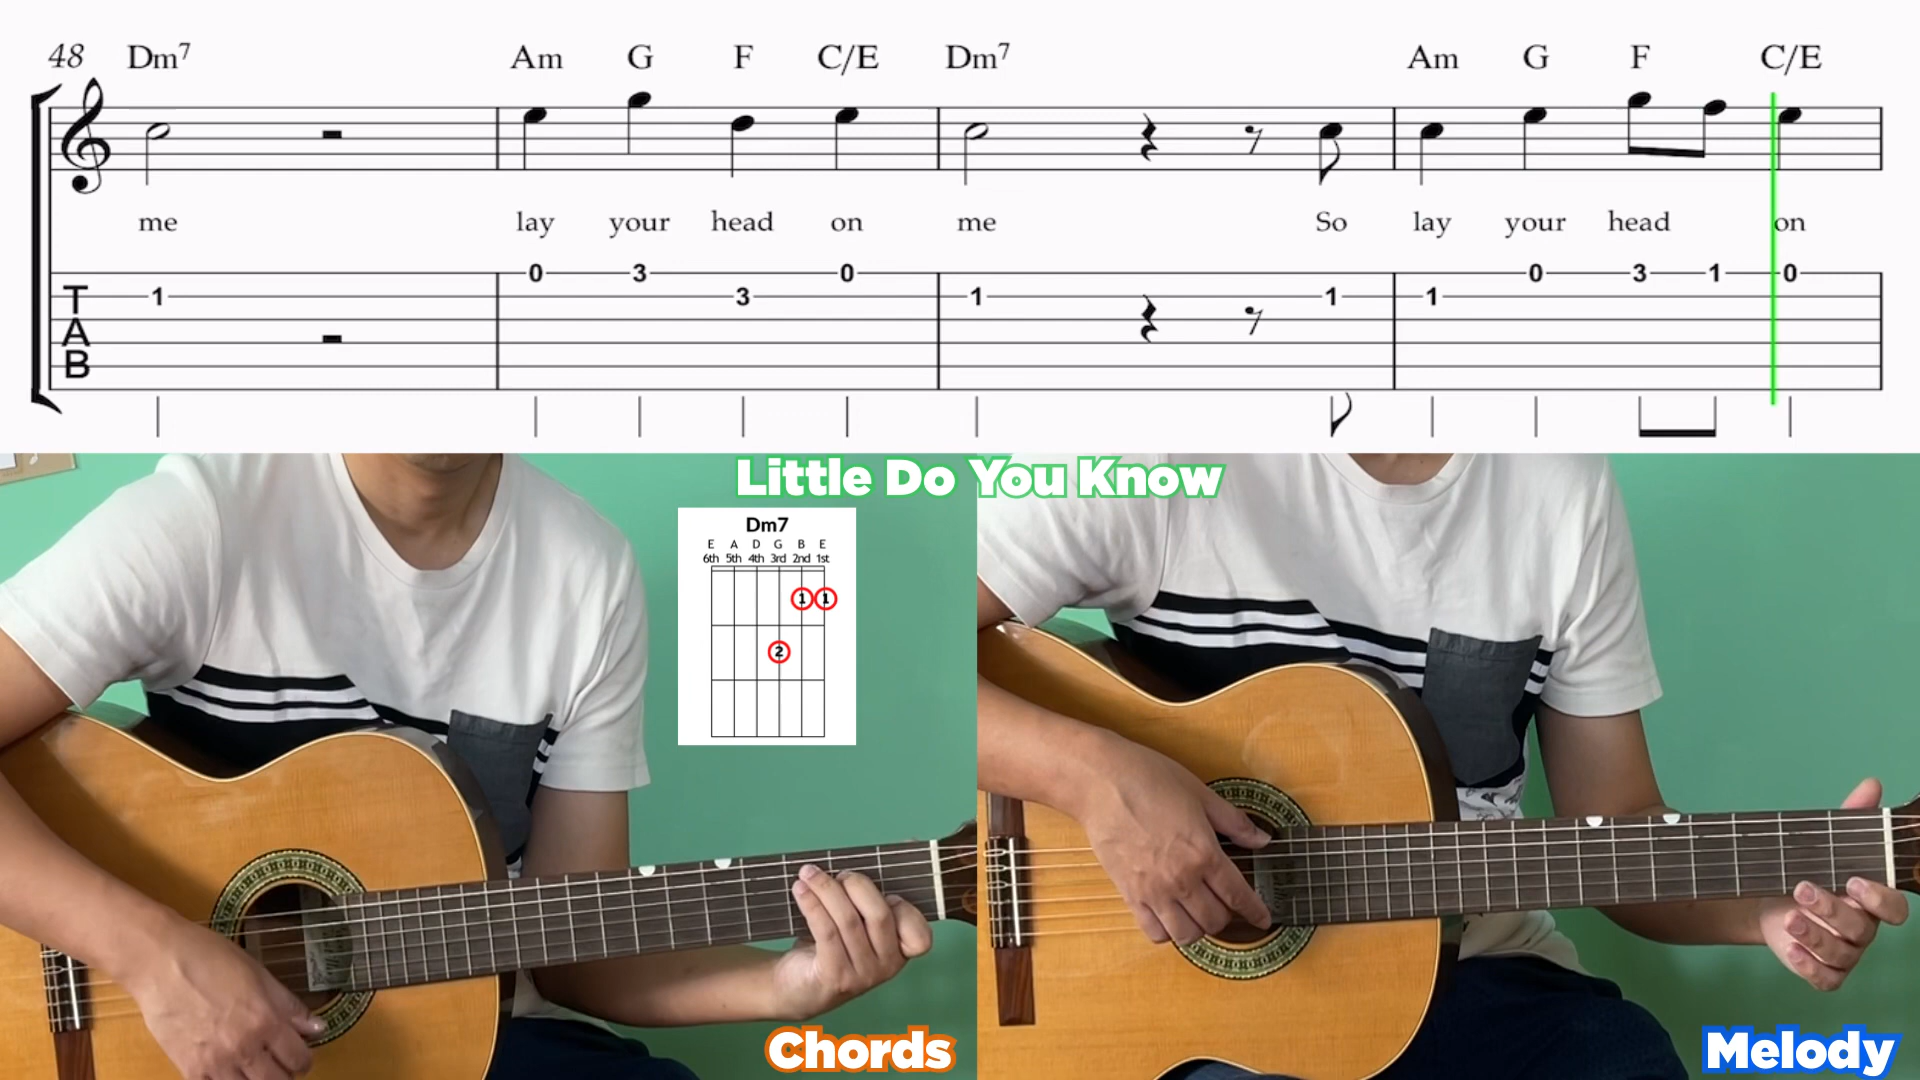 48 Dm7 Am G F C/E Dm7 Am G F C/E
me lay your head on me So lay your head on
0 3 0 0 3 1 0
T 1 3 1 1 1
A
B
Little Do You Know
Dm7
E A D G B E
6th 5th 4th 3rd 2nd 1st
1 1
2
Chords
Melody